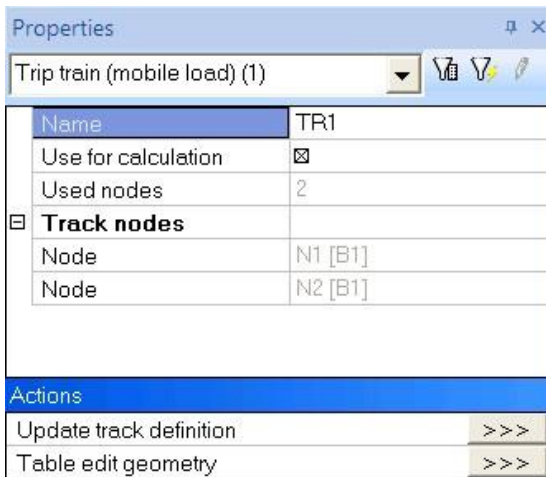 Properties
Trip train (mobile load) (1)
Name TR1
Use for calculation
Used nodes 2
Track nodes
Node N1 [B1]
Node N2 [B1]
Actions
Update track definition >>>
Table edit geometry >>>